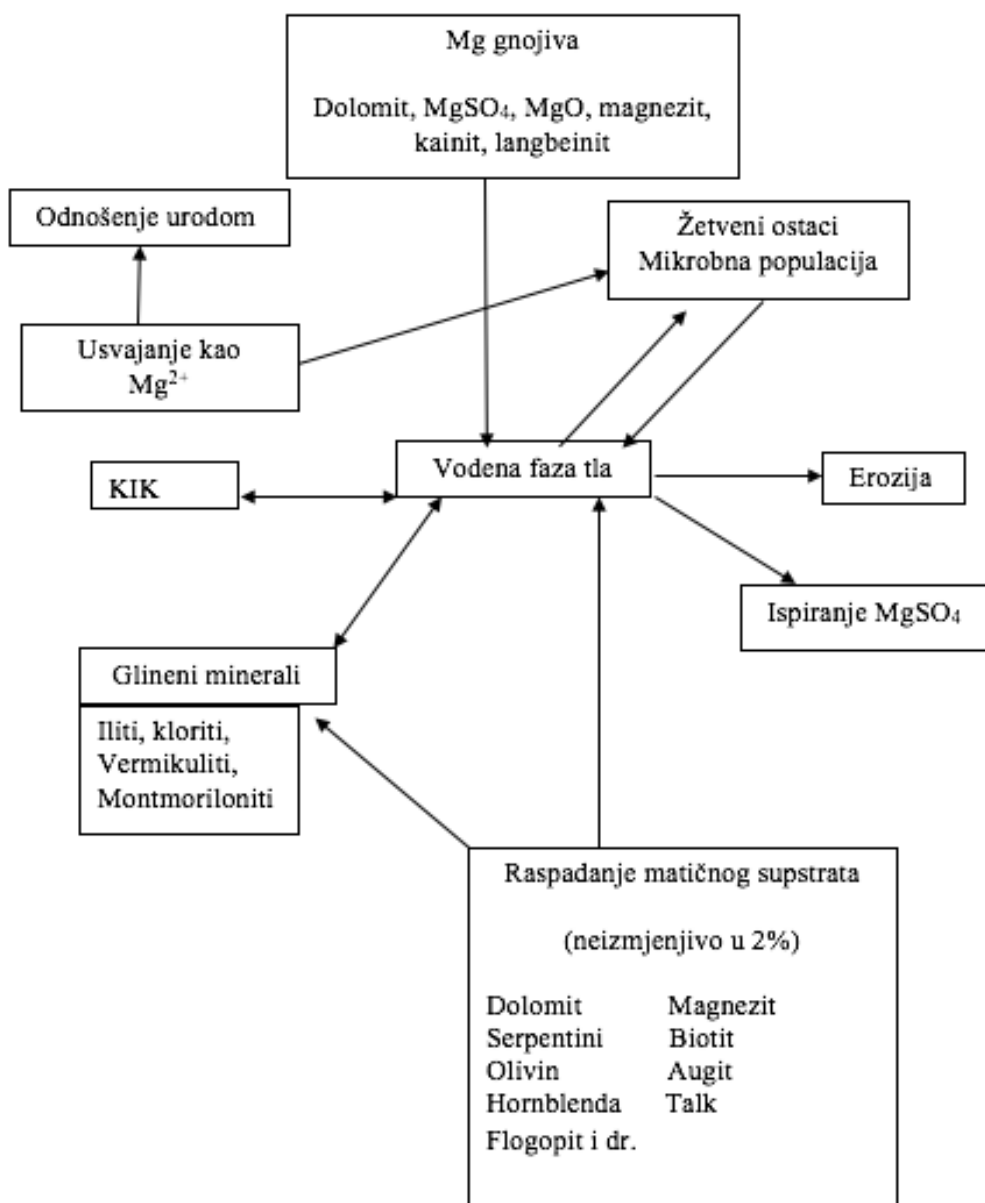 Mg gnojiva
Dolomit, MgSO₄, MgO, magnezit,
kainit, langbeinit
Odnošenje urodom
Žetveni ostaci
Mikrobna populacija
Usvajanje kao
Mg²⁺
Vodena faza tla
KIK
Erozija
Ispiranje MgSO₄
Glineni minerali
Iliti, kloriti,
Vermikuliti,
Montmoriloniti
Raspadanje matičnog supstrata
(neizmjenjivo u 2%)
Dolomit Magnezit
Serpentini Biotit
Olivin Augit
Hornblenda Talk
Flogopit i dr.